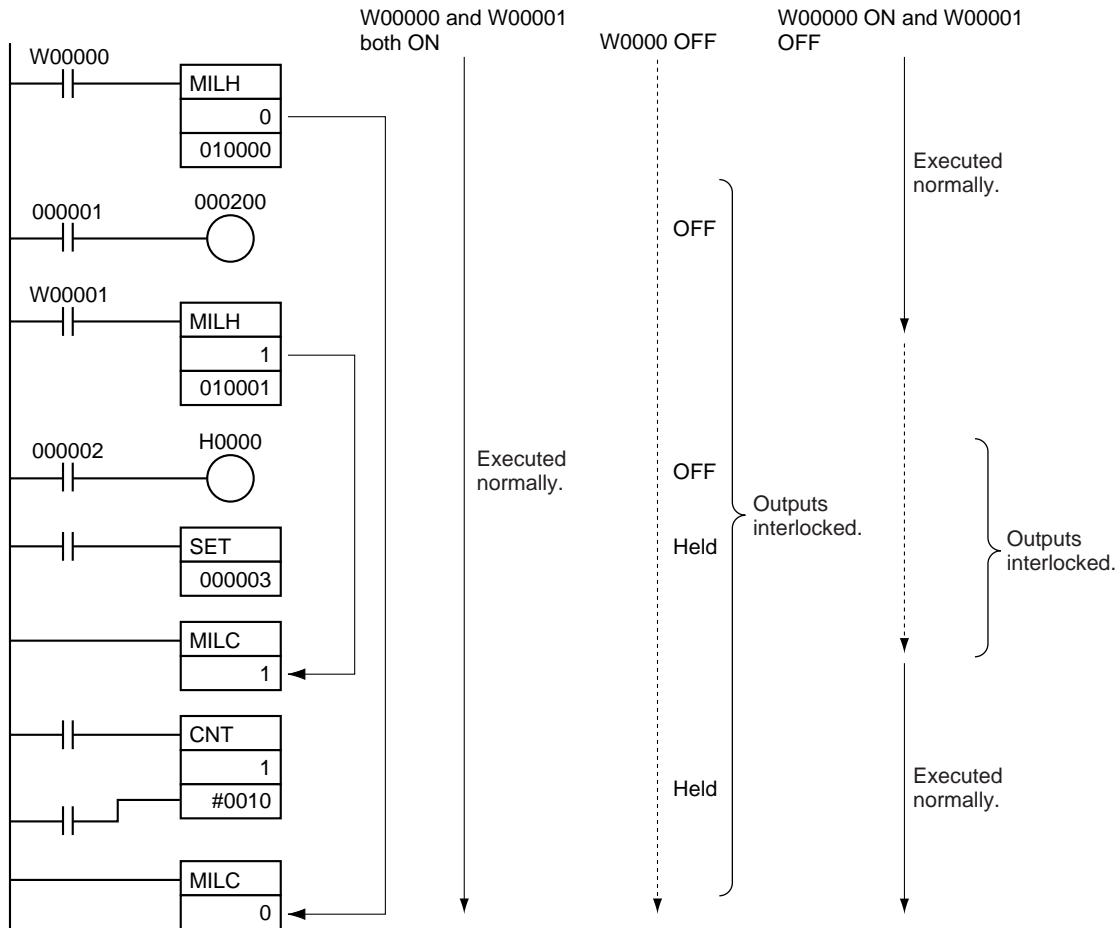 W00000 and W00001
both ON
W0000 OFF
W00000 ON and W00001
OFF
W00000
MILH
0
010000
000001
000200
W00001
MILH
1
010001
000002
H0000
SET
000003
MILC
1
CNT
1
#0010
MILC
0
Executed
normally.
OFF
OFF
Held
Held
Outputs
interlocked.
Executed
normally.
Outputs
interlocked.
Executed
normally.